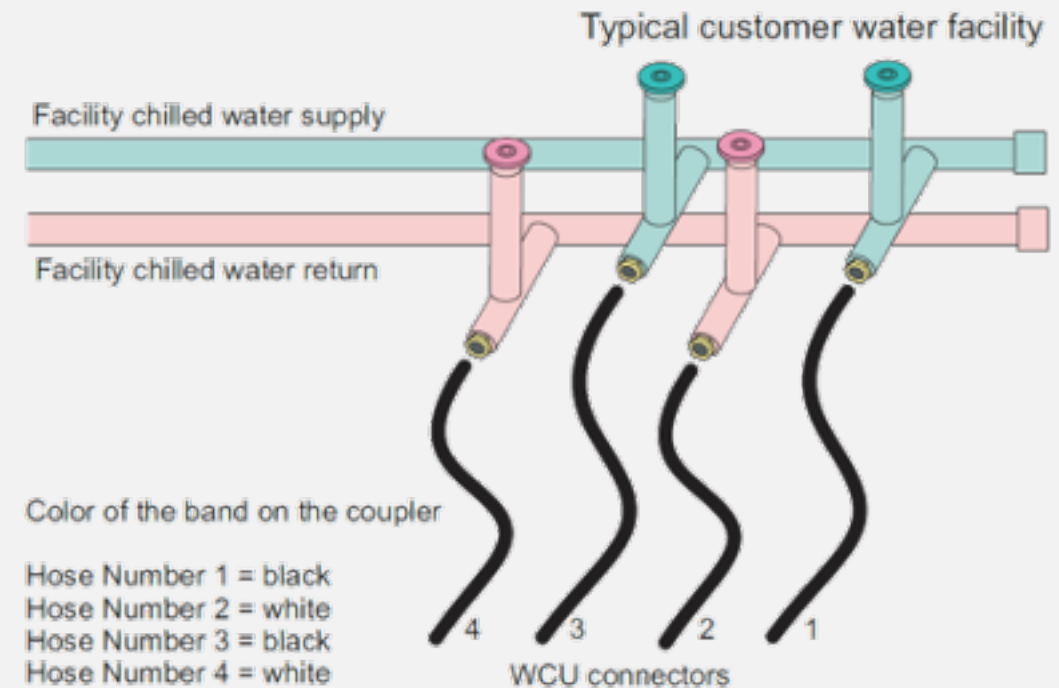 Typical customer water facility
Facility chilled water supply
Facility chilled water return
Color of the band on the coupler
Hose Number 1 = black
Hose Number 2 = white
Hose Number 3 = black
Hose Number 4 = white
4 3 2 1
WCU connectors